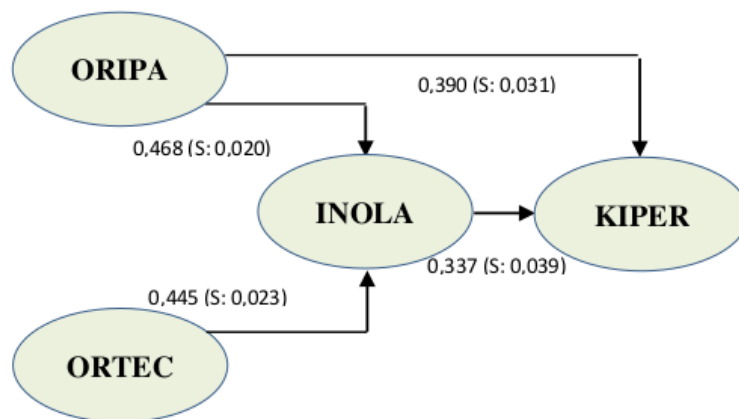 ORIPA
0,390 (S: 0,031)
0,468 (S: 0,020)
INOLA
KIPER
0,337 (S: 0,039)
0,445 (S: 0,023)
ORTEC